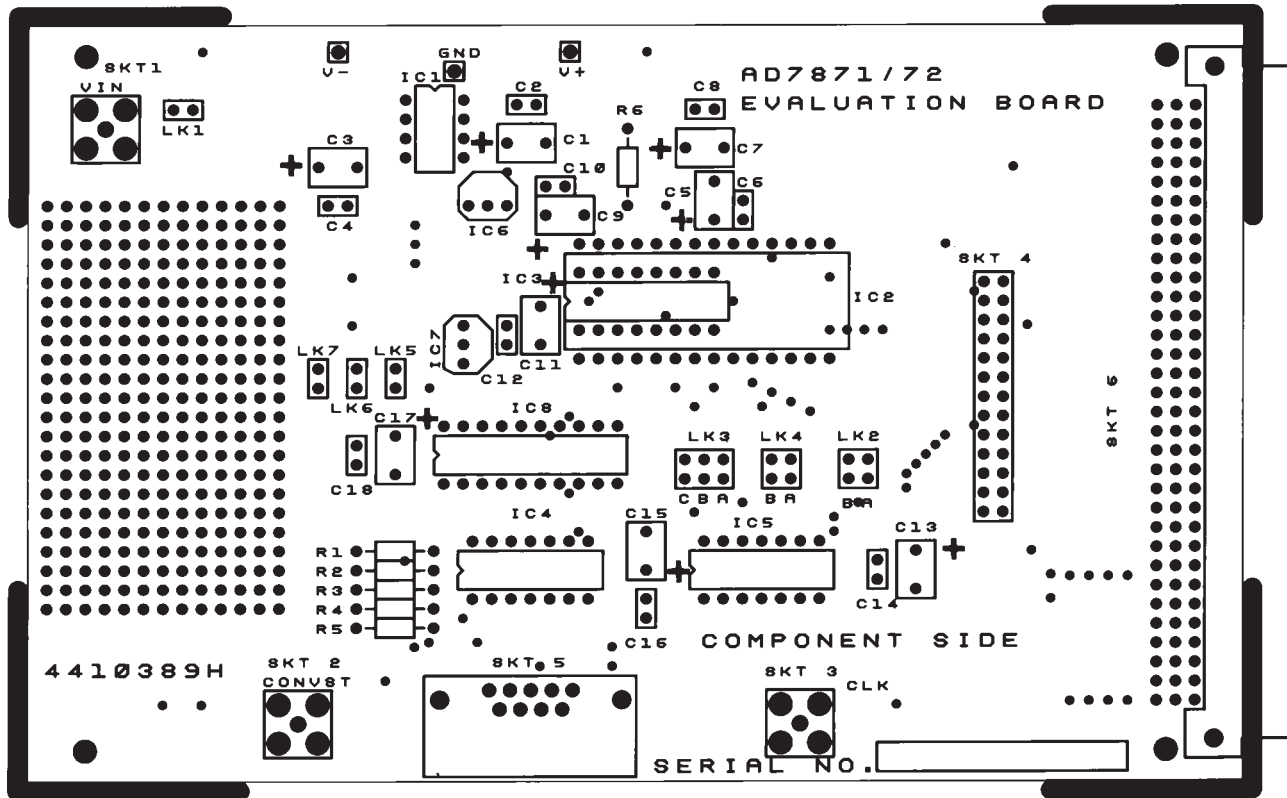 SKT1
VIN
LK1
V-
GND
V+
IC1
C2
C1
C3
C4
C10
C9
IC6
R6
C8
C7
C5
C6
AD7871/72
EVALUATION BOARD
IC3
IC2
SKT 4
IC7
C12
C11
LK7
LK5
LK6
C17
IC8
C18
LK3
LK4
LK2
C B A
B A
B A
SKT 6
IC4
C15
IC5
C13
R1
R2
R3
R4
R5
C16
C14
COMPONENT SIDE
4410389H
SKT 2
CONVST
SKT 5
SKT 3
CLK
SERIAL NO.